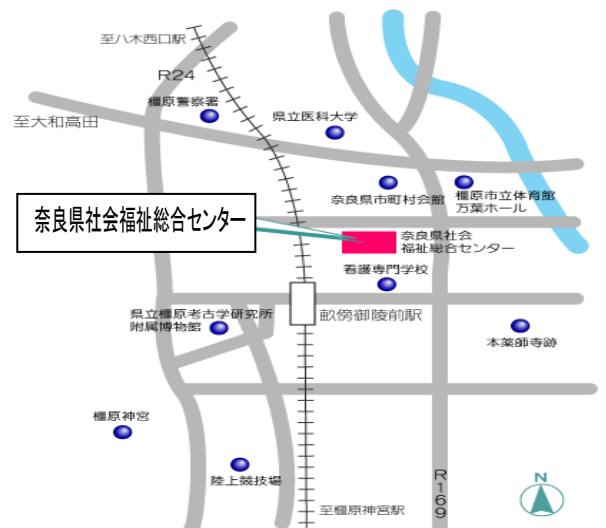 至八木西口駅
R24
橿原警察署
県立医科大学
至大和高田
奈良県市町村会館
橿原市立体育館
万葉ホール
奈良県社会福祉総合センター
奈良県社会
福祉総合センター
看護専門学校
県立橿原考古学研究所
附属博物館
畝傍御陵前駅
本薬師寺跡
橿原神宮
陸上競技場
R169
N
至橿原神宮駅